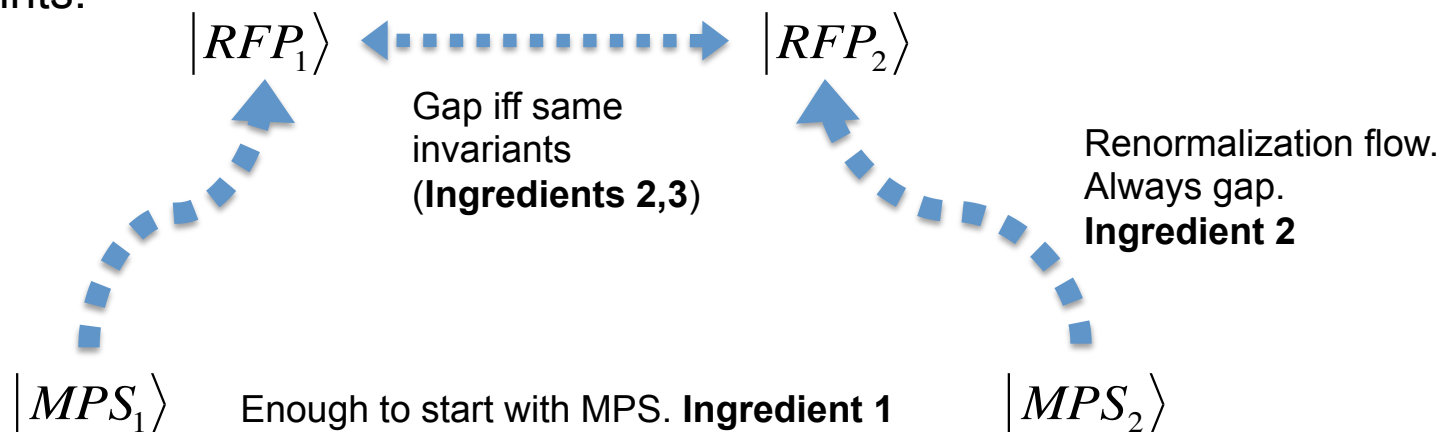 |RFP₁⟩ |RFP₂⟩
Gap iff same
invariants
(Ingredients 2,3)
Renormalization flow.
Always gap.
Ingredient 2
|MPS₁⟩ Enough to start with MPS. Ingredient 1 |MPS₂⟩